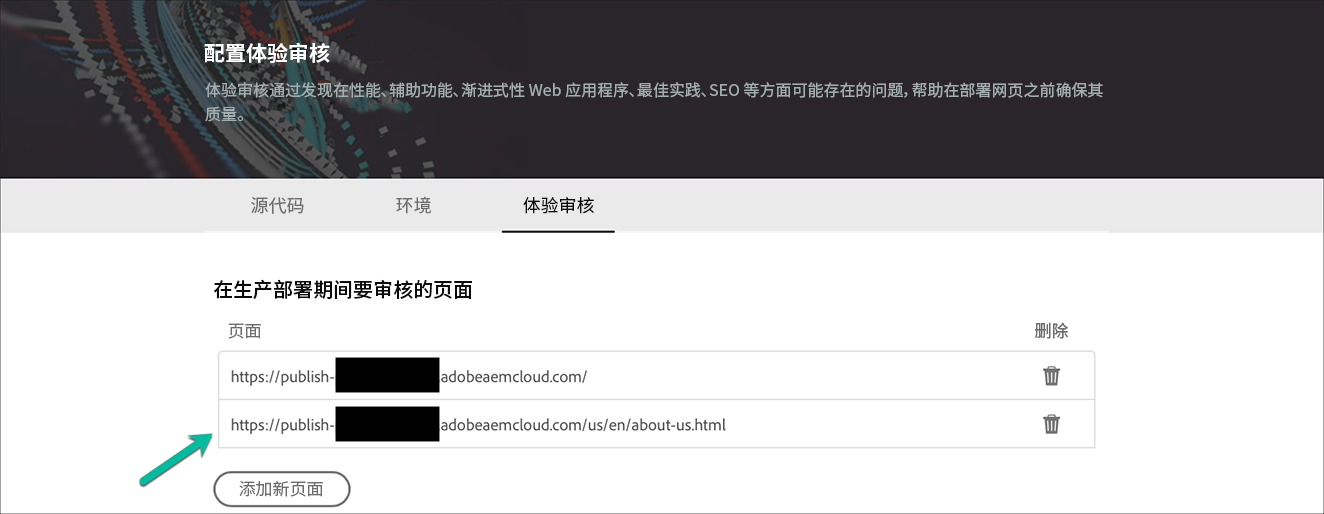 配置体验审核
体验审核通过发现在性能、辅助功能、渐进式性 Web 应用程序、最佳实践、SEO 等方面可能存在的问题，帮助在部署网页之前确保其
质量。
源代码 环境 体验审核
在生产部署期间要审核的页面
页面 删除
https://publish- adobeaemcloud.com/
https://publish- adobeaemcloud.com/us/en/about-us.html
添加新页面